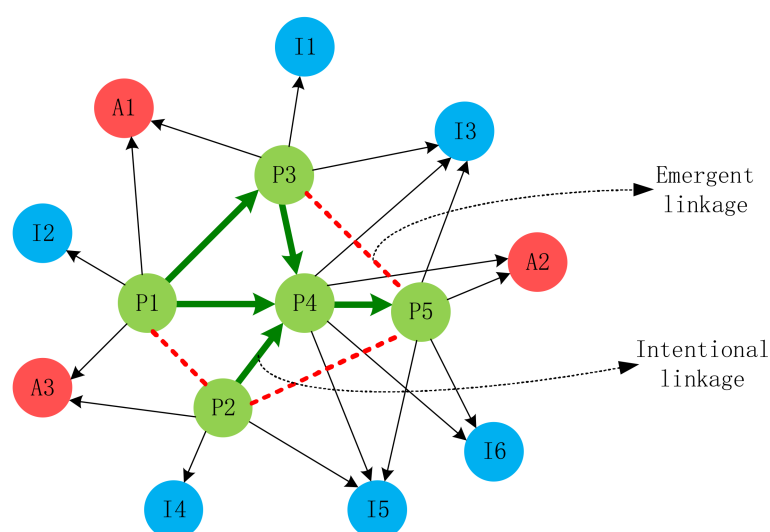 I1
A1
I3
P3
Emergent
linkage
I2
A2
P1
P4
P5
Intentional
linkage
A3
P2
I6
I4
I5